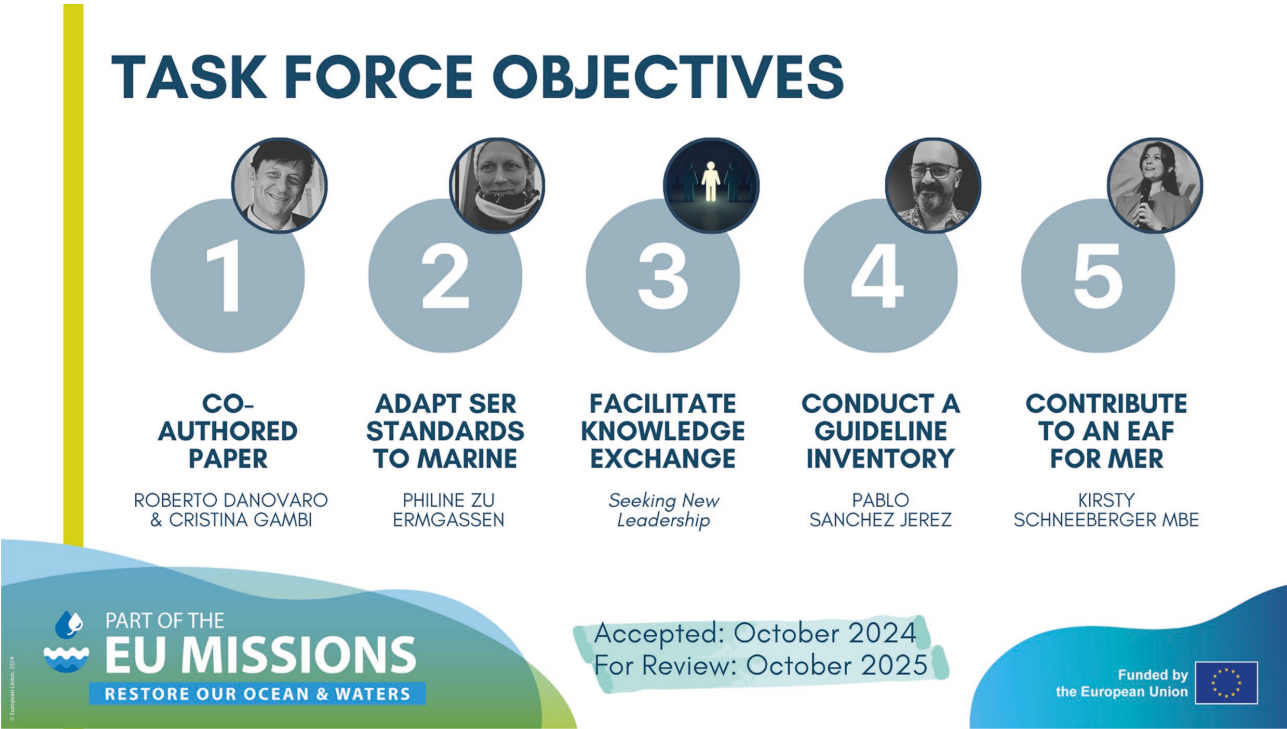 TASK FORCE OBJECTIVES
1
2
3
4
5
CO-
AUTHORED
PAPER
ROBERTO DANOVARO
& CRISTINA GAMBI
ADAPT SER
STANDARDS
TO MARINE
PHILINE ZU
ERMGASSEN
FACILITATE
KNOWLEDGE
EXCHANGE
Seeking New
Leadership
CONDUCT A
GUIDELINE
INVENTORY
PABLO
SANCHEZ JEREZ
CONTRIBUTE
TO AN EAF
FOR MER
KIRSTY
SCHNEEBERGER MBE
PART OF THE
EU MISSIONS
RESTORE OUR OCEAN & WATERS
© European Union, 2024
Accepted: October 2024
For Review: October 2025
Funded by
the European Union